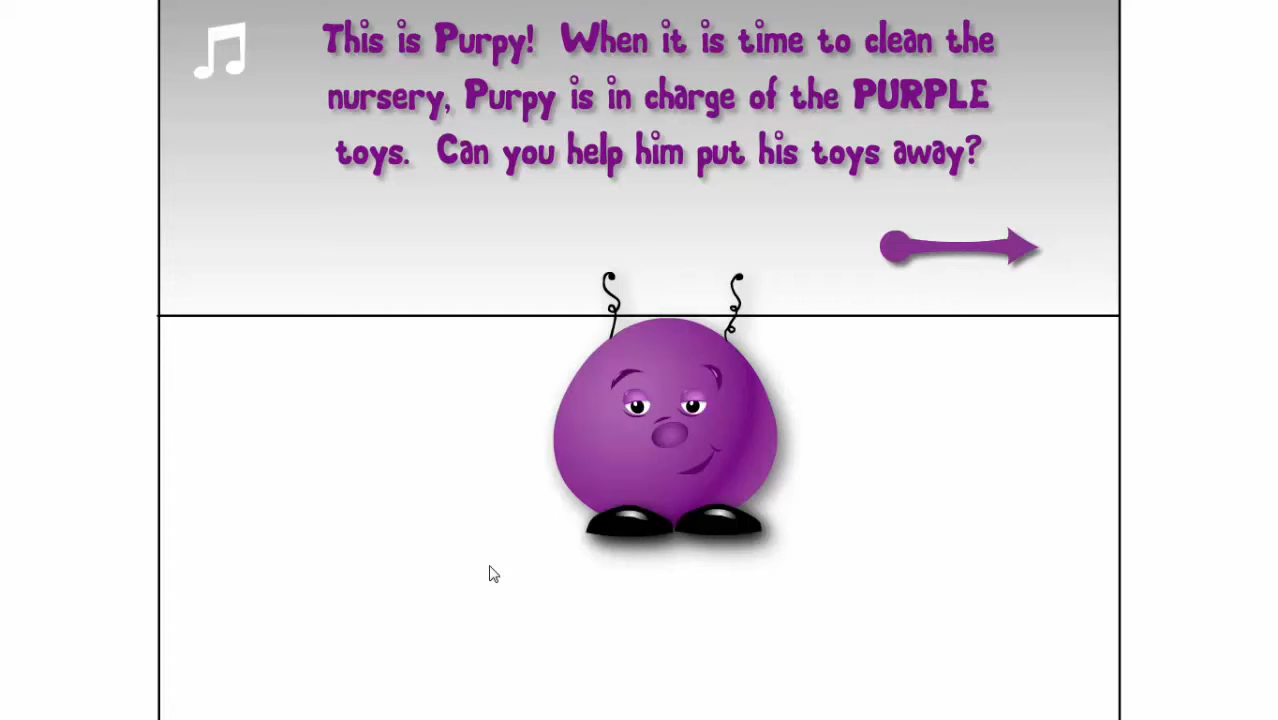 This is Purpy! When it is time to clean the
nursery, Purpy is in charge of the PURPLE
toys. Can you help him put his toys away?